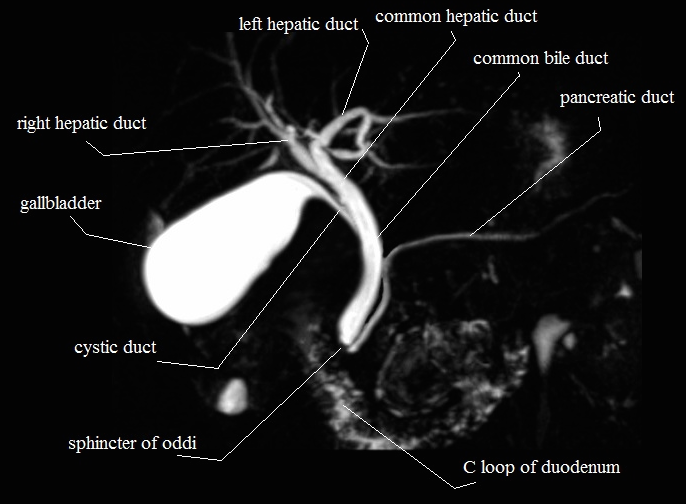 left hepatic duct
common hepatic duct
common bile duct
pancreatic duct
right hepatic duct
gallbladder
cystic duct
sphincter of oddi
C loop of duodenum